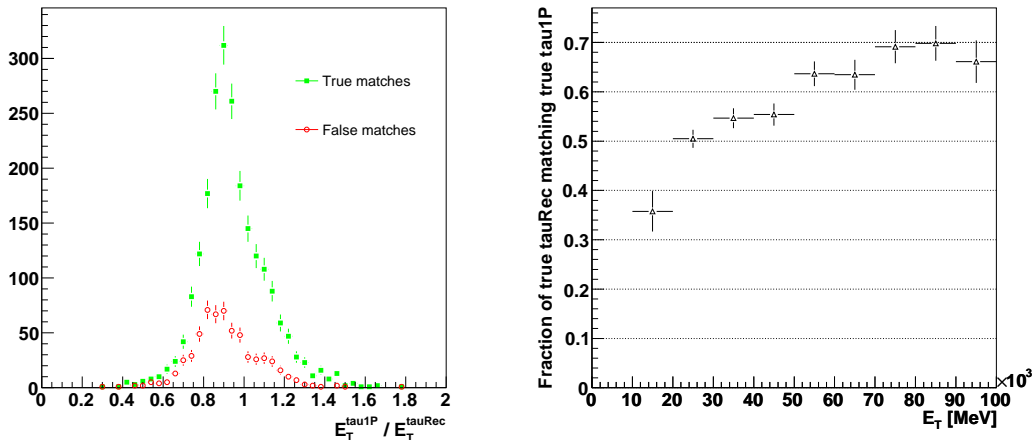 300
250
200
150
100
50
0
0 0.2 0.4 0.6 0.8 1 1.2 1.4 1.6 1.8 2
E_T^tau1P / E_T^tauRec
True matches
False matches
Fraction of true tauRec matching true tau1P
0.7
0.6
0.5
0.4
0.3
0.2
0.1
0
0 10 20 30 40 50 60 70 80 90 100
×10^3
E_T [MeV]